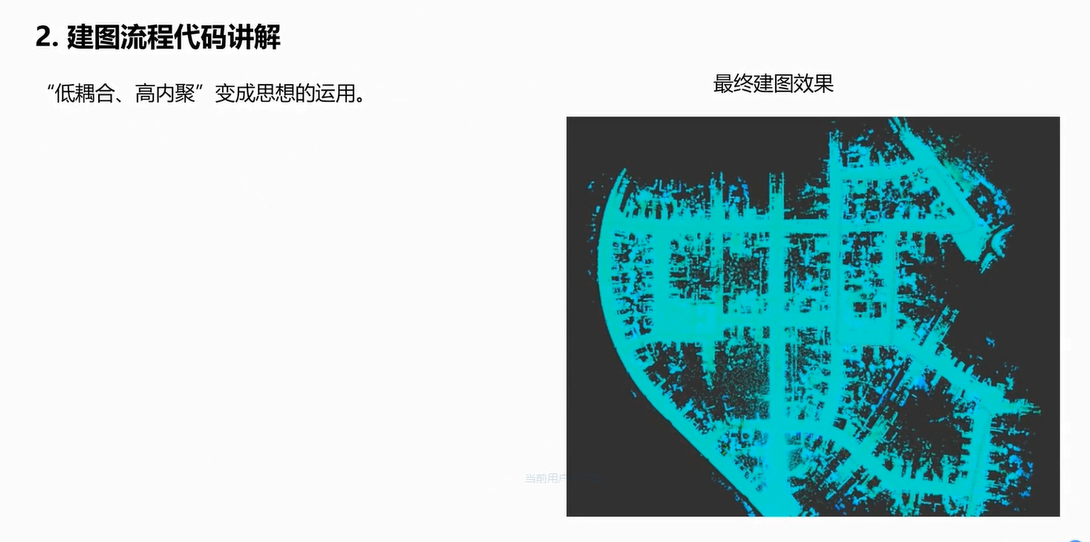 2. 建图流程代码讲解
“低耦合、高内聚”变成思想的运用。
最终建图效果
当前用户